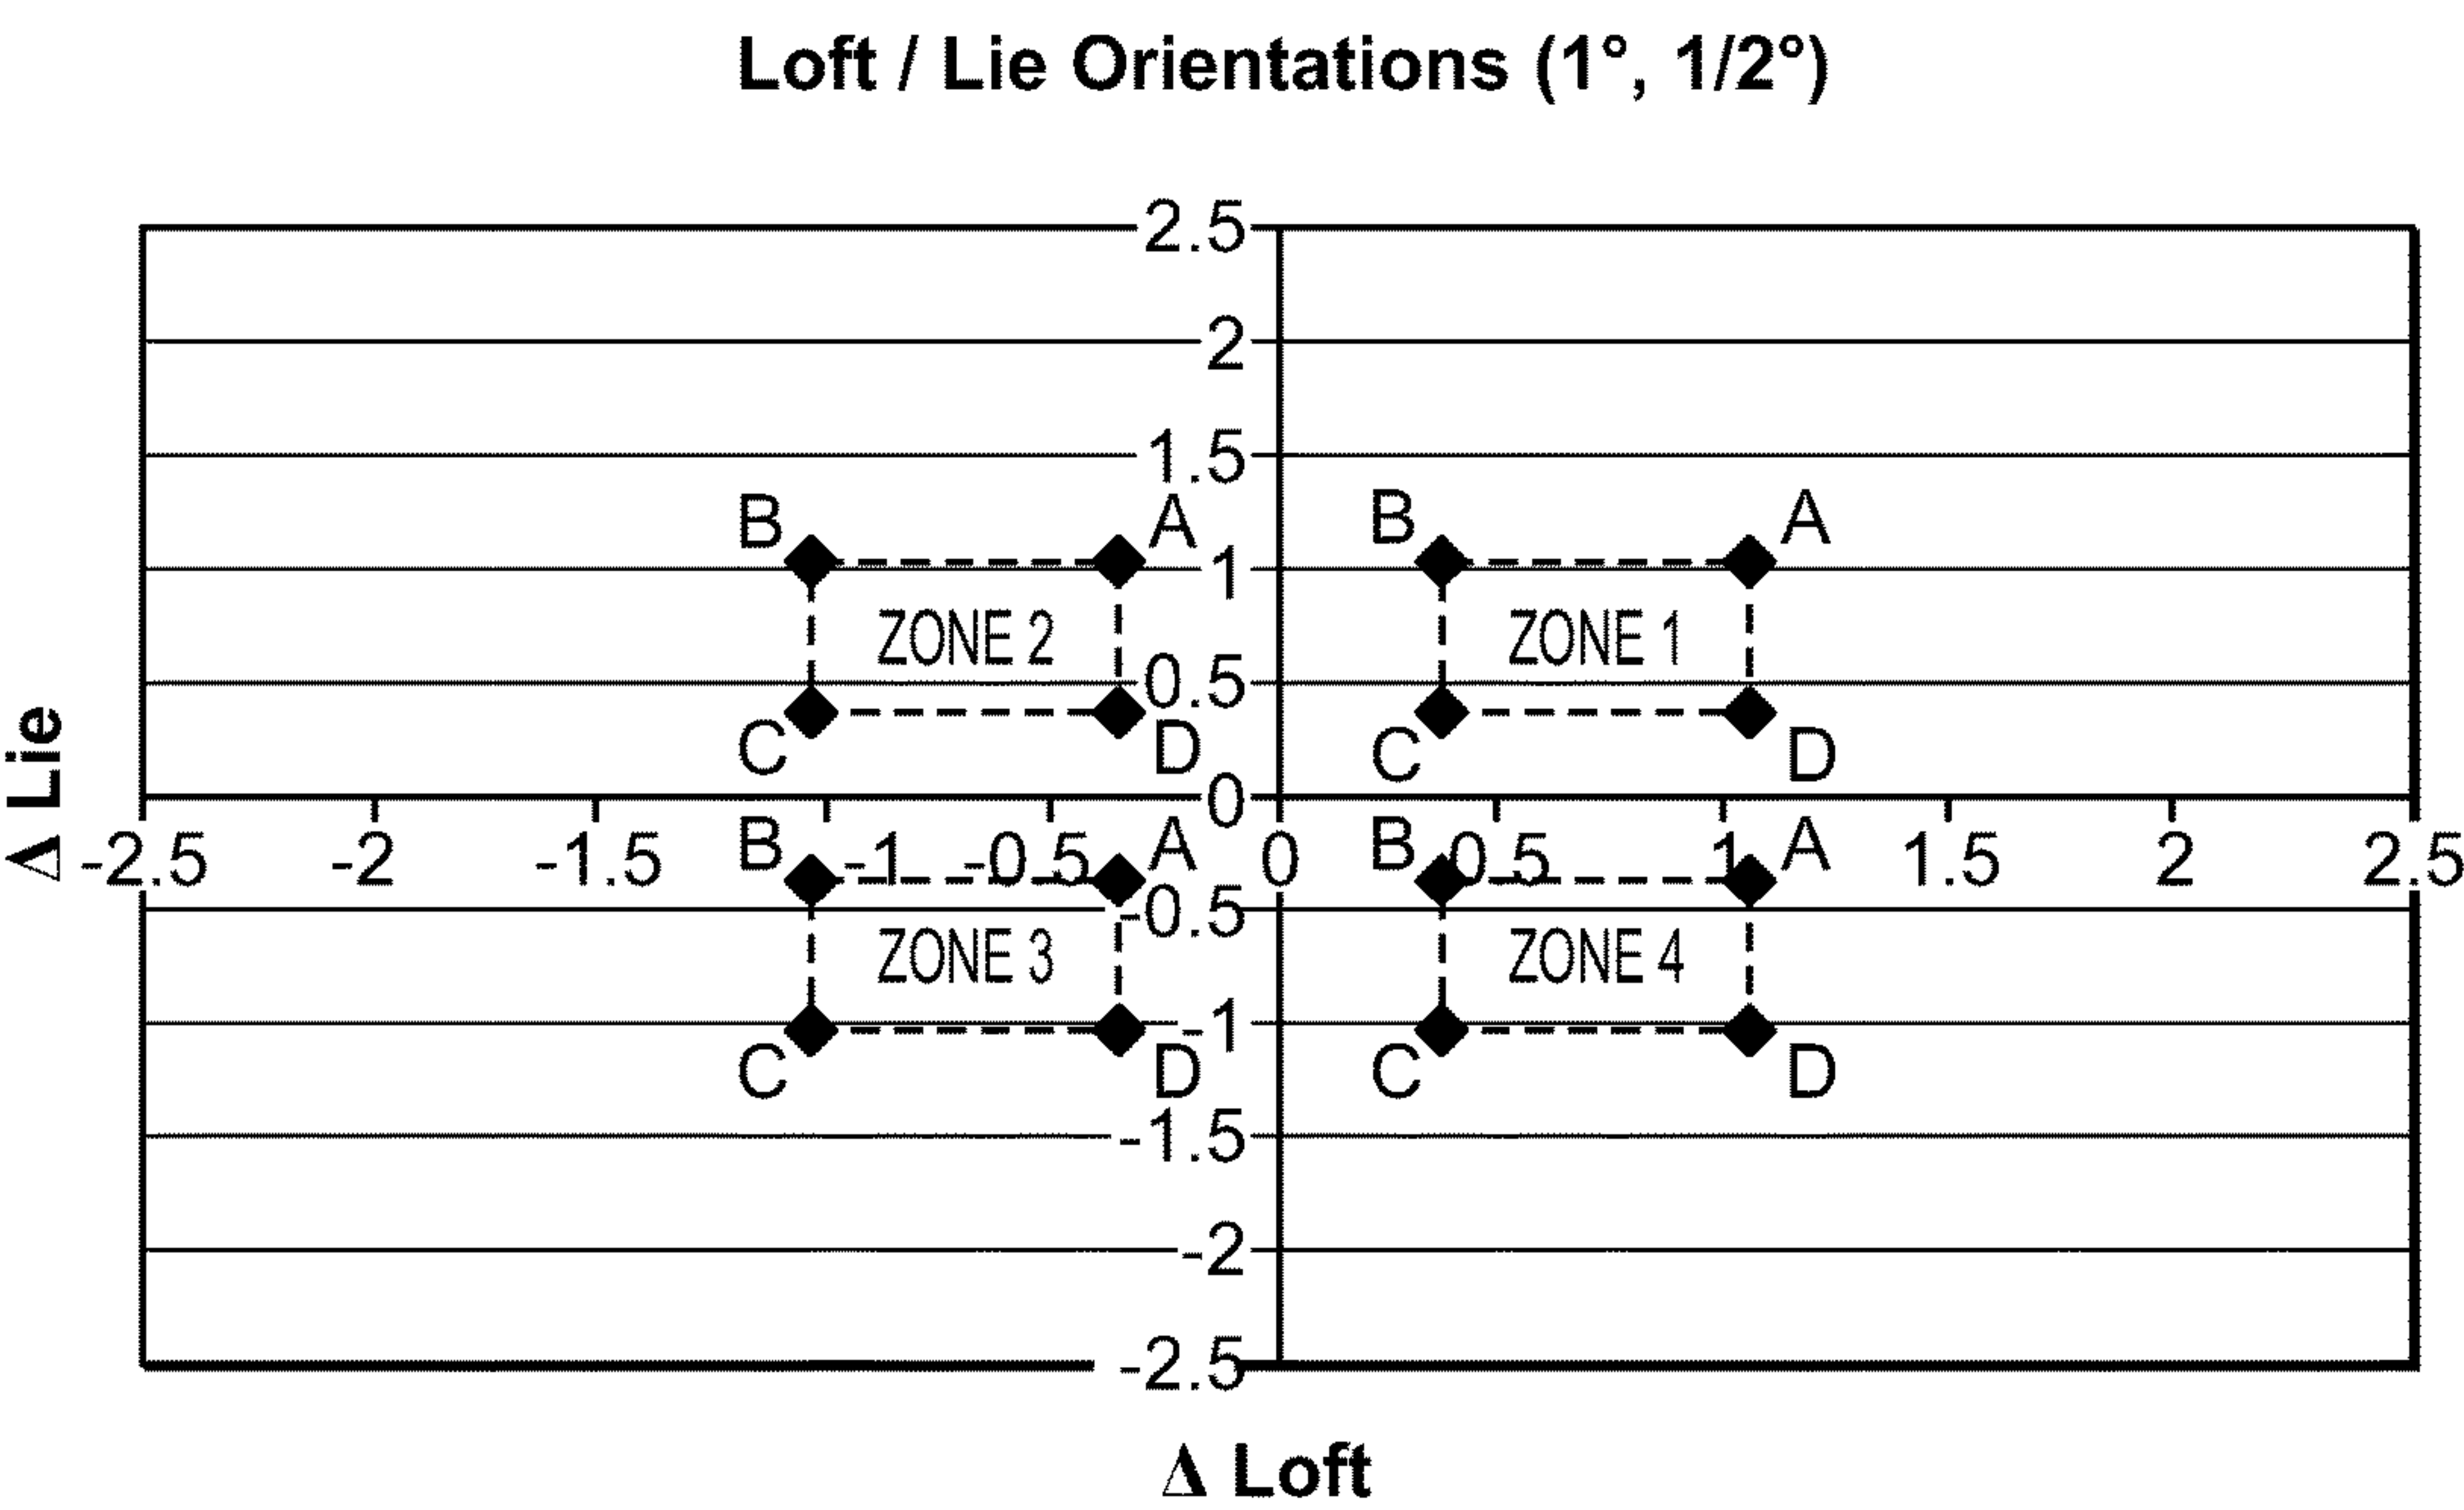 Loft / Lie Orientations (1°, 1/2°)
2.5
2
1.5
B A B A
1
ZONE 2 ZONE 1
0.5
C D C D
0
Δ Lie
B A B A
-2.5 -2 -1.5 -1 -0.5 0 0.5 1 1.5 2 2.5
-0.5
ZONE 3 ZONE 4
-1
C D C D
-1.5
-2
-2.5
Δ Loft